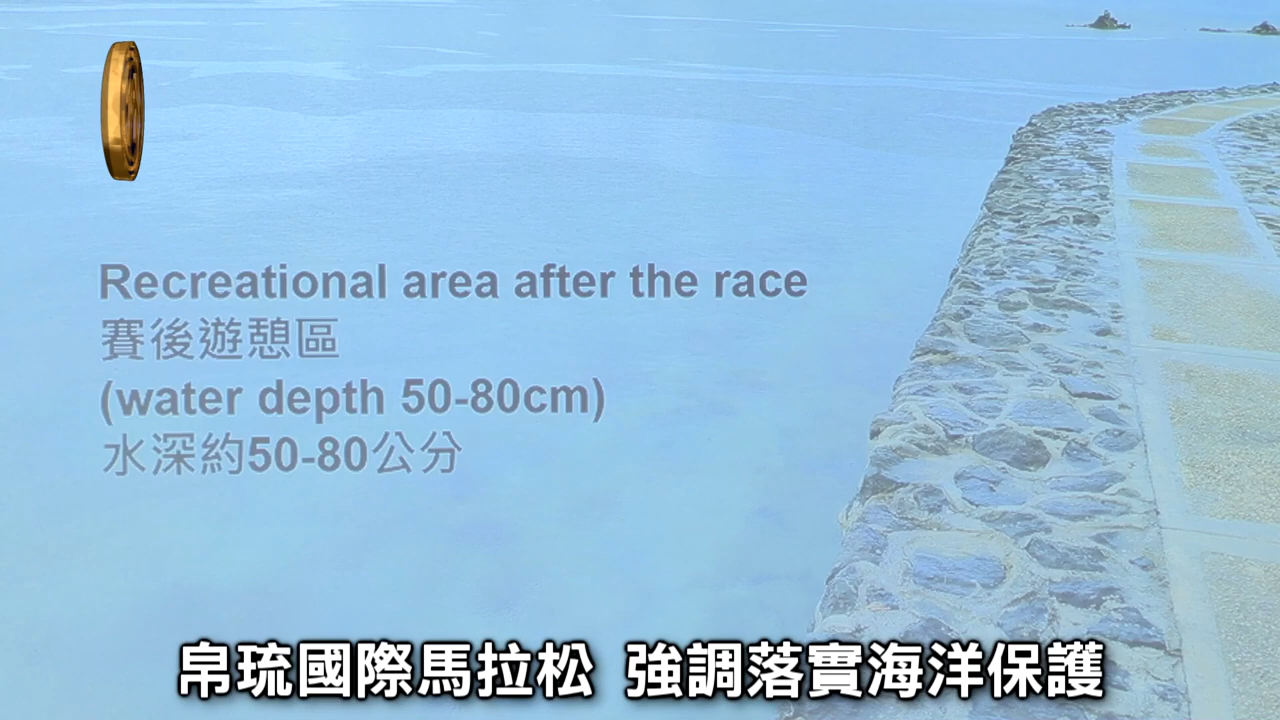 Recreational area after the race
賽後遊憩區
(water depth 50-80cm)
水深約50-80公分
帛琉國際馬拉松 強調落實海洋保護